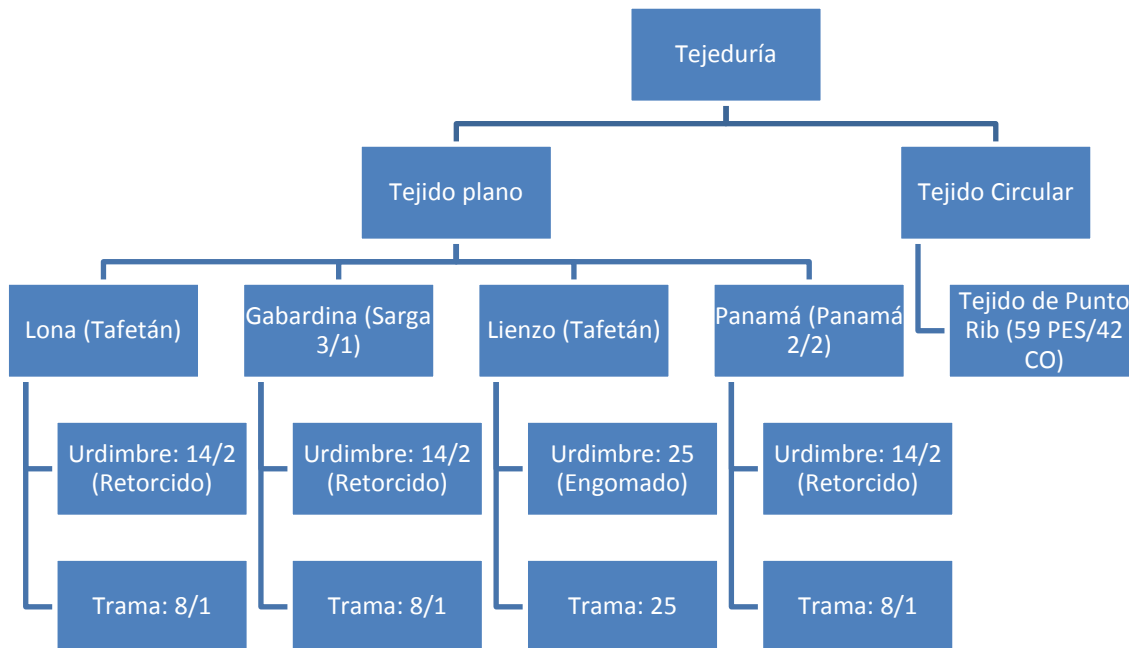 Tejeduría
Tejido plano
Tejido Circular
Lona (Tafetán)
Gabardina (Sarga
3/1)
Lienzo (Tafetán)
Panamá (Panamá
2/2)
Tejido de Punto
Rib (59 PES/42
CO)
Urdimbre: 14/2
(Retorcido)
Urdimbre: 14/2
(Retorcido)
Urdimbre: 25
(Engomado)
Urdimbre: 14/2
(Retorcido)
Trama: 8/1
Trama: 8/1
Trama: 25
Trama: 8/1